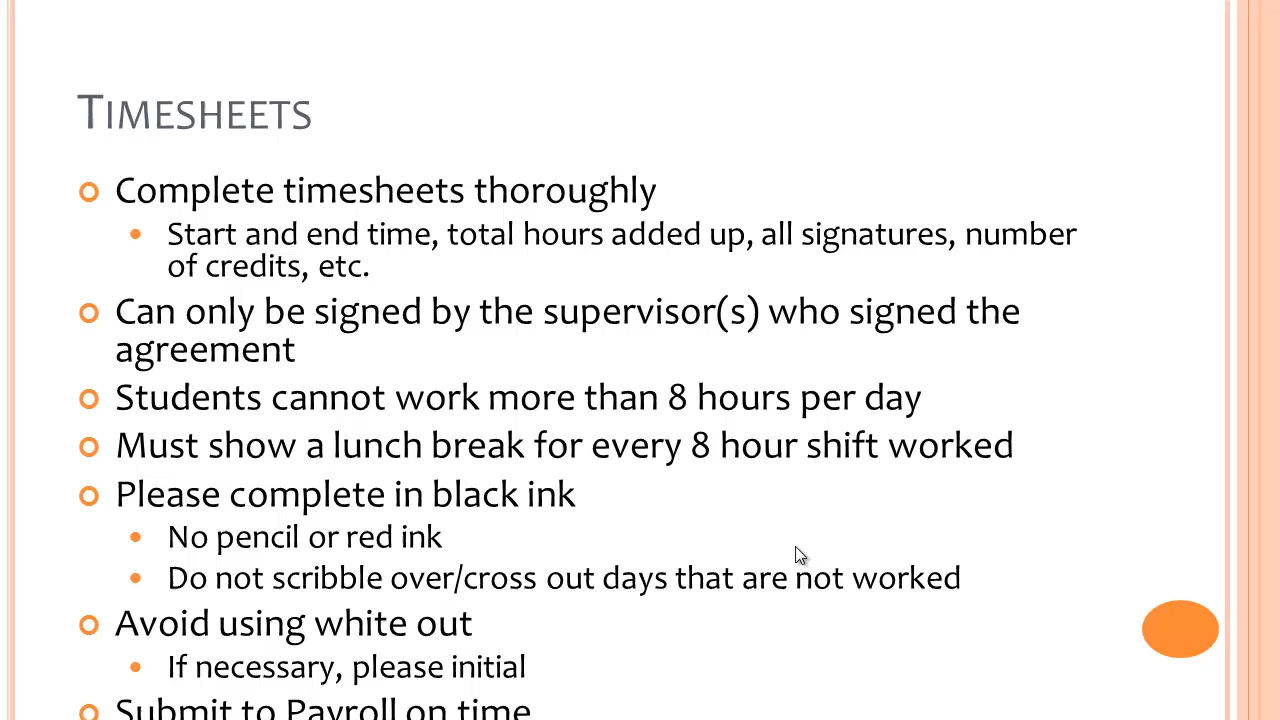 Timesheets
Complete timesheets thoroughly
Start and end time, total hours added up, all signatures, number
of credits, etc.
Can only be signed by the supervisor(s) who signed the
agreement
Students cannot work more than 8 hours per day
Must show a lunch break for every 8 hour shift worked
Please complete in black ink
No pencil or red ink
Do not scribble over/cross out days that are not worked
Avoid using white out
If necessary, please initial
Submit to Payroll on time